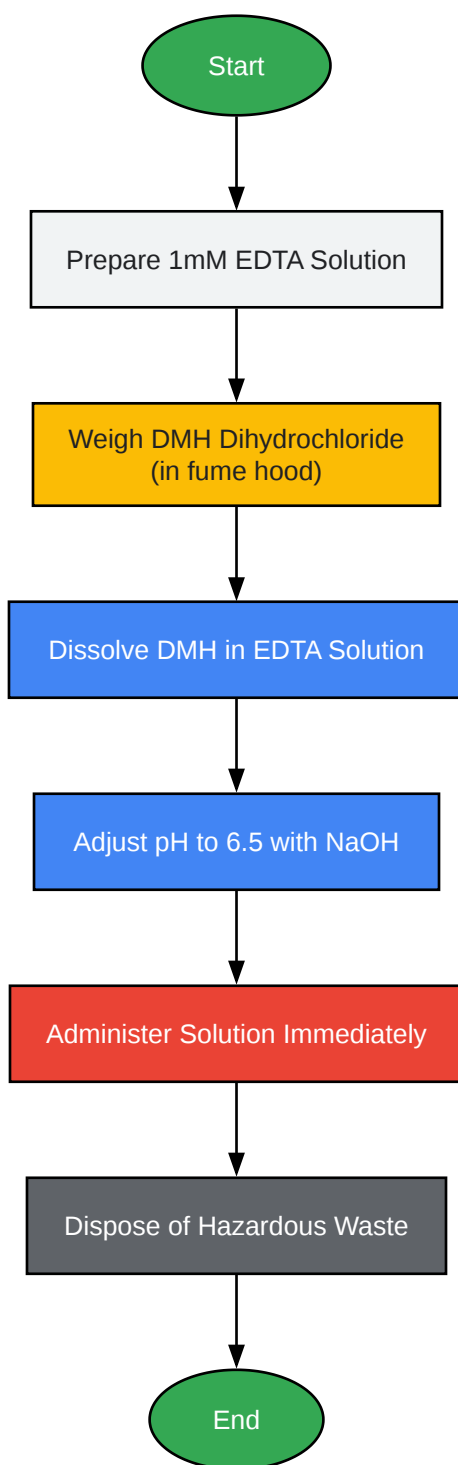 Start
Prepare 1mM EDTA Solution
Weigh DMH Dihydrochloride
(in fume hood)
Dissolve DMH in EDTA Solution
Adjust pH to 6.5 with NaOH
Administer Solution Immediately
Dispose of Hazardous Waste
End